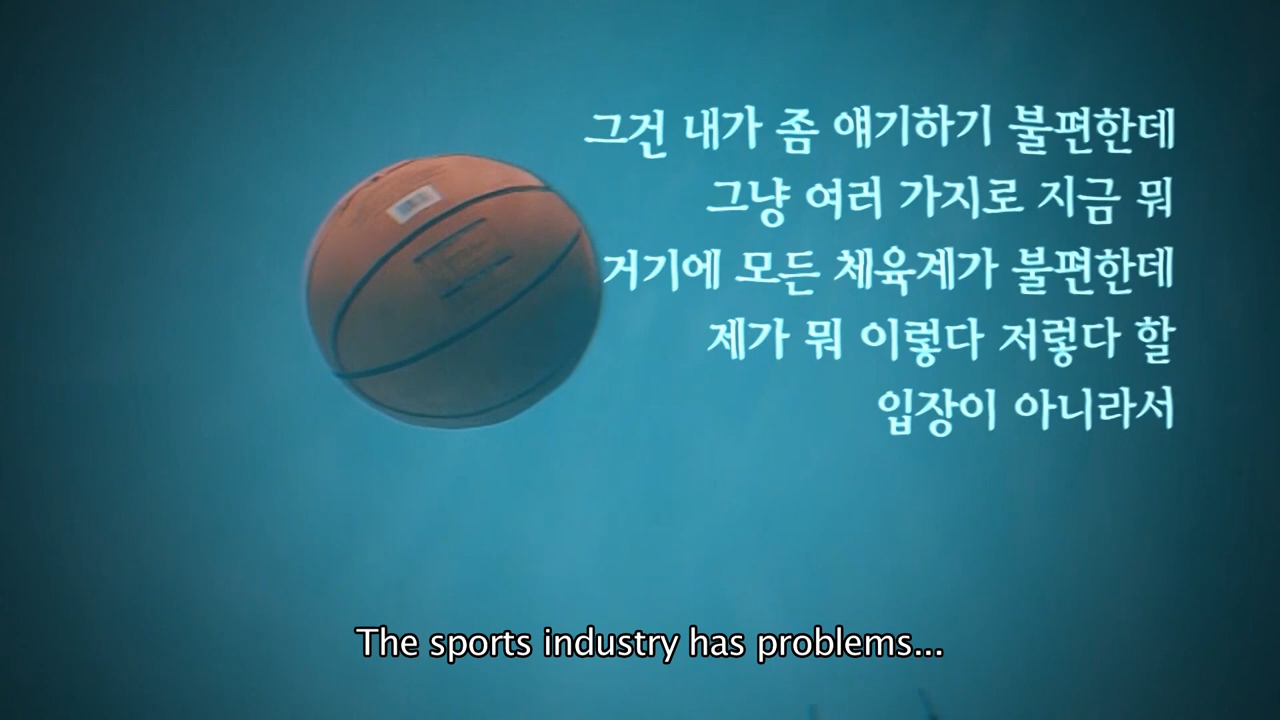 그건 내가 좀 얘기하기 불편한데
그냥 여러 가지로 지금 뭐
거기에 모든 체육계가 불편한데
제가 뭐 이렇다 저렇다 할
입장이 아니라서
The sports industry has problems...